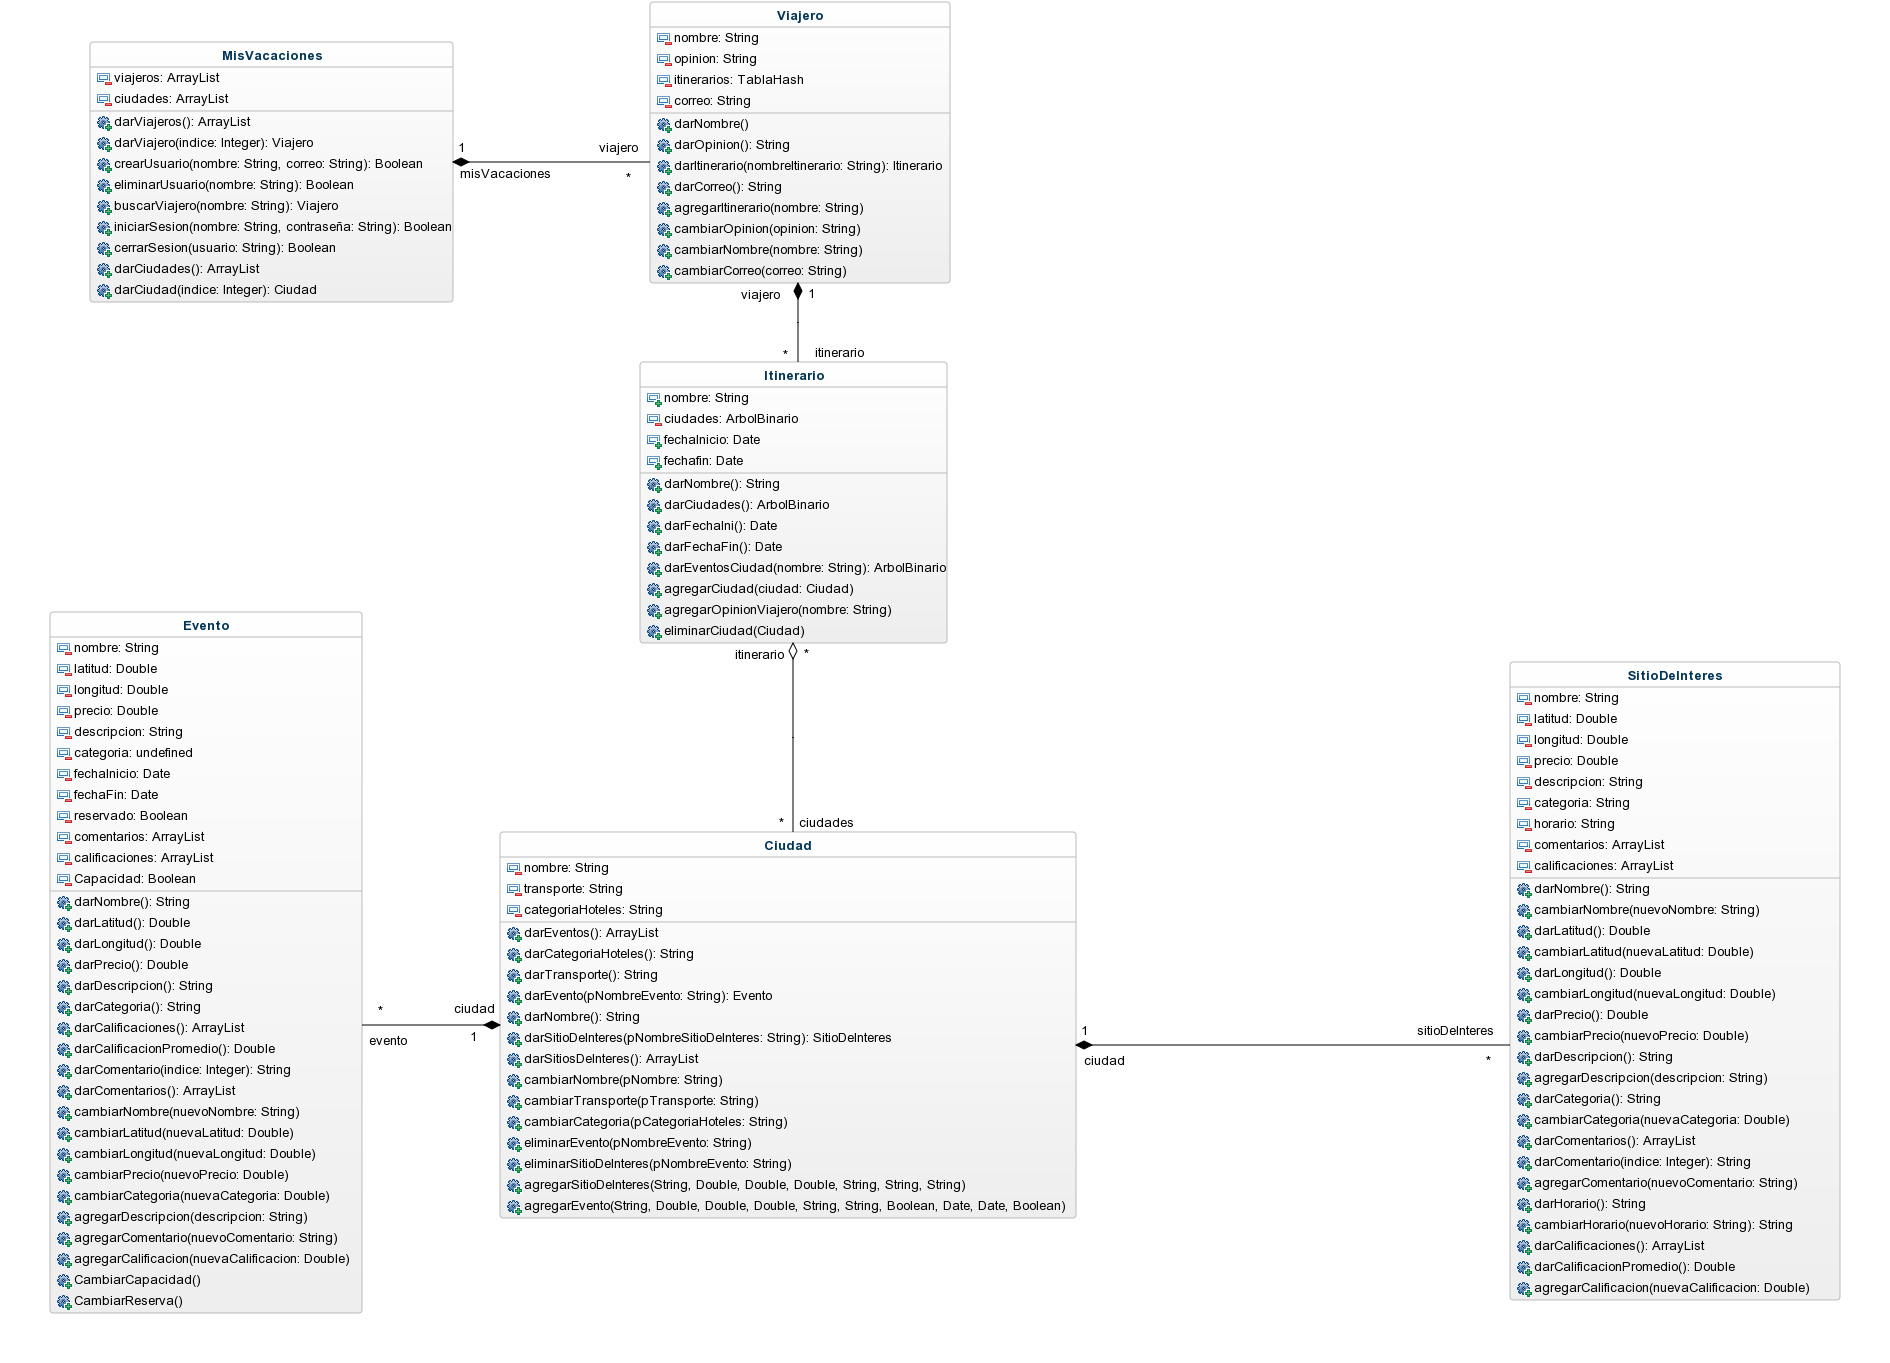 MisVacaciones
viajeros: ArrayList
ciudades: ArrayList
darViajeros(): ArrayList
darViajero(indice: Integer): Viajero
crearUsuario(nombre: String, correo: String): Boolean
eliminarUsuario(nombre: String): Boolean
buscarViajero(nombre: String): Viajero
iniciarSesion(nombre: String, contraseña: String): Boolean
cerrarSesion(usuario: String): Boolean
darCiudades(): ArrayList
darCiudad(indice: Integer): Ciudad
1
misVacaciones
viajero
*
Viajero
nombre: String
opinion: String
itinerarios: TablaHash
correo: String
darNombre()
darOpinion(): String
darItinerario(nombreItinerario: String): Itinerario
darCorreo(): String
agregarItinerario(nombre: String)
cambiarOpinion(opinion: String)
cambiarNombre(nombre: String)
cambiarCorreo(correo: String)
viajero
1
*
itinerario
Itinerario
nombre: String
ciudades: ArbolBinario
fechaInicio: Date
fechafin: Date
darNombre(): String
darCiudades(): ArbolBinario
darFechaIni(): Date
darFechaFin(): Date
darEventosCiudad(nombre: String): ArbolBinario
agregarCiudad(ciudad: Ciudad)
agregarOpinionViajero(nombre: String)
eliminarCiudad(Ciudad)
itinerario
*
*
ciudades
Evento
nombre: String
latitud: Double
longitud: Double
precio: Double
descripcion: String
categoria: undefined
fechaInicio: Date
fechaFin: Date
reservado: Boolean
comentarios: ArrayList
calificaciones: ArrayList
Capacidad: Boolean
darNombre(): String
darLatitud(): Double
darLongitud(): Double
darPrecio(): Double
darDescripcion(): String
darCategoria(): String
darCalificaciones(): ArrayList
darCalificacionPromedio(): Double
darComentario(indice: Integer): String
darComentarios(): ArrayList
cambiarNombre(nuevoNombre: String)
cambiarLatitud(nuevaLatitud: Double)
cambiarLongitud(nuevaLongitud: Double)
cambiarPrecio(nuevoPrecio: Double)
cambiarCategoria(nuevaCategoria: Double)
agregarDescripcion(descripcion: String)
agregarComentario(nuevoComentario: String)
agregarCalificacion(nuevaCalificacion: Double)
CambiarCapacidad()
CambiarReserva()
*
evento
ciudad
1
Ciudad
nombre: String
transporte: String
categoriaHoteles: String
darEventos(): ArrayList
darCategoriaHoteles(): String
darTransporte(): String
darEvento(pNombreEvento: String): Evento
darNombre(): String
darSitioDeInteres(pNombreSitioDeInteres: String): SitioDeInteres
darSitiosDeInteres(): ArrayList
cambiarNombre(pNombre: String)
cambiarTransporte(pTransporte: String)
cambiarCategoria(pCategoriaHoteles: String)
eliminarEvento(pNombreEvento: String)
eliminarSitioDeInteres(pNombreEvento: String)
agregarSitioDeInteres(String, Double, Double, Double, String, String, String)
agregarEvento(String, Double, Double, Double, String, String, Boolean, Date, Date, Boolean)
1
ciudad
sitioDeInteres
*
SitioDeInteres
nombre: String
latitud: Double
longitud: Double
precio: Double
descripcion: String
categoria: String
horario: String
comentarios: ArrayList
calificaciones: ArrayList
darNombre(): String
cambiarNombre(nuevoNombre: String)
darLatitud(): Double
cambiarLatitud(nuevaLatitud: Double)
darLongitud(): Double
cambiarLongitud(nuevaLongitud: Double)
darPrecio(): Double
cambiarPrecio(nuevoPrecio: Double)
darDescripcion(): String
agregarDescripcion(descripcion: String)
darCategoria(): String
cambiarCategoria(nuevaCategoria: Double)
darComentarios(): ArrayList
darComentario(indice: Integer): String
agregarComentario(nuevoComentario: String)
darHorario(): String
cambiarHorario(nuevoHorario: String): String
darCalificaciones(): ArrayList
darCalificacionPromedio(): Double
agregarCalificacion(nuevaCalificacion: Double)